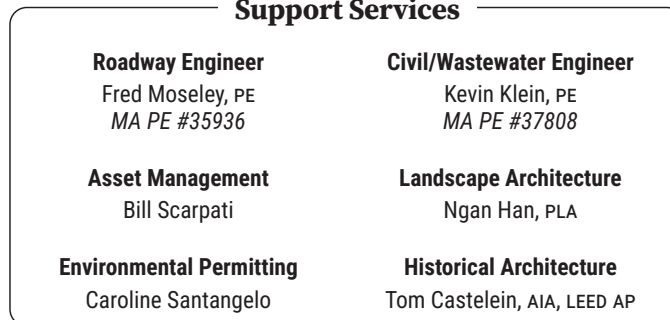 Support Services
Roadway Engineer
Fred Moseley, PE
MA PE #35936
Civil/Wastewater Engineer
Kevin Klein, PE
MA PE #37808
Asset Management
Bill Scarpati
Landscape Architecture
Ngan Han, PLA
Environmental Permitting
Caroline Santangelo
Historical Architecture
Tom Castelein, AIA, LEED AP